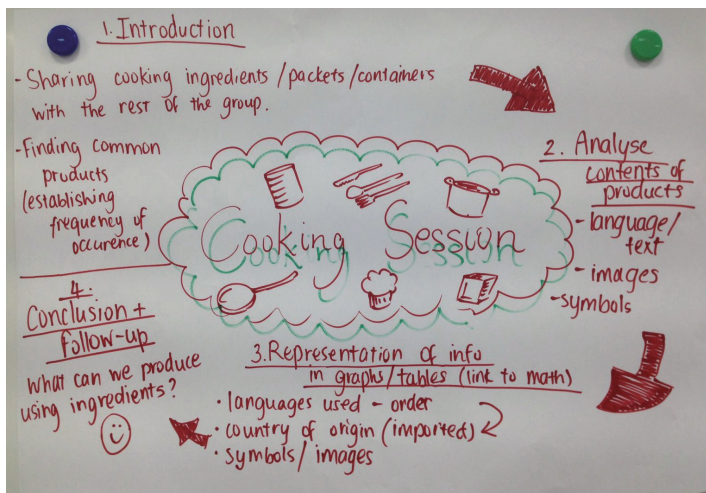 1. Introduction
- Sharing cooking ingredients / packets / containers
with the rest of the group.
- Finding common
products
(establishing
frequency of
occurence)
Cooking Session
2. Analyse
contents of
products
- language/
text
- images
- symbols
3. Representation of info
in graphs/tables (link to math)
• languages used - order
• country of origin (imported)
• symbols/ images
4.
Conclusion +
follow-up
What can we produce
using ingredients?